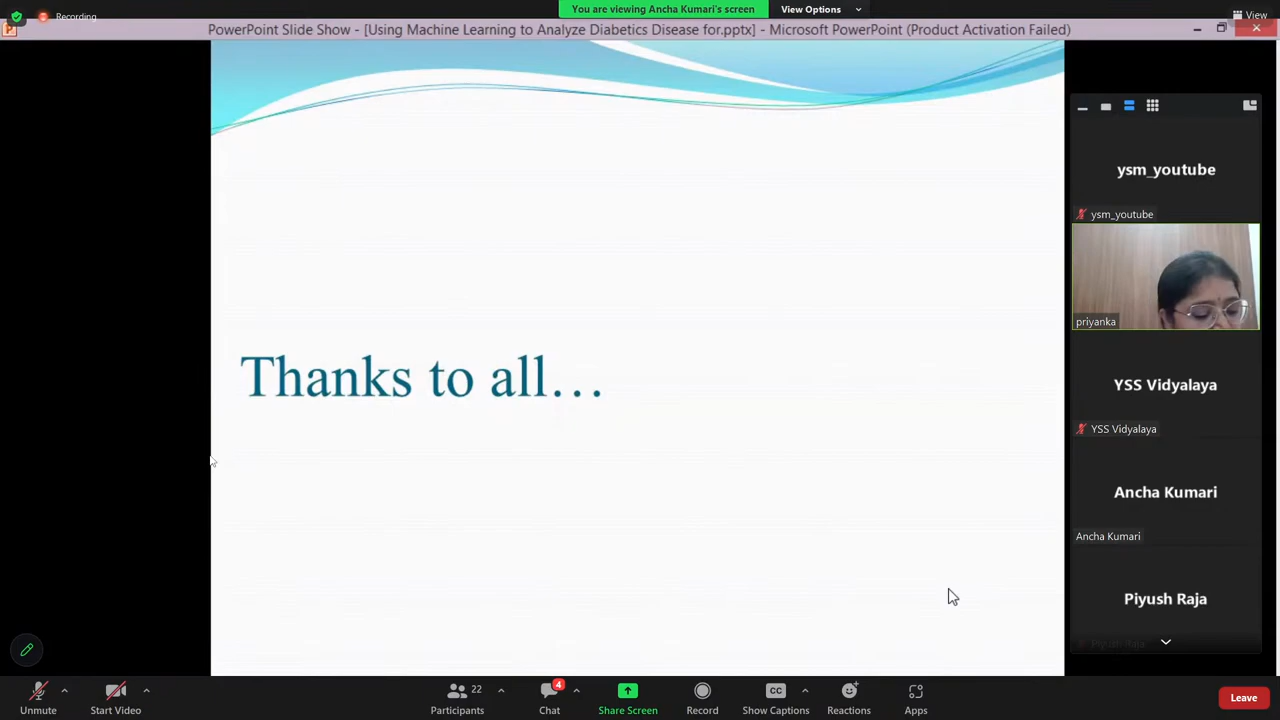 Recording
You are viewing Ancha Kumari's screen
View Options
View
PowerPoint Slide Show - [Using Machine Learning to Analyze Diabetics Disease for.pptx] - Microsoft PowerPoint (Product Activation Failed)
Thanks to all…
ysm_youtube
ysm_youtube
priyanka
YSS Vidyalaya
YSS Vidyalaya
Ancha Kumari
Ancha Kumari
Piyush Raja
Piyush Raja
Unmute
Start Video
Participants
22
Chat
4
Share Screen
Record
CC
Show Captions
Reactions
Apps
Leave